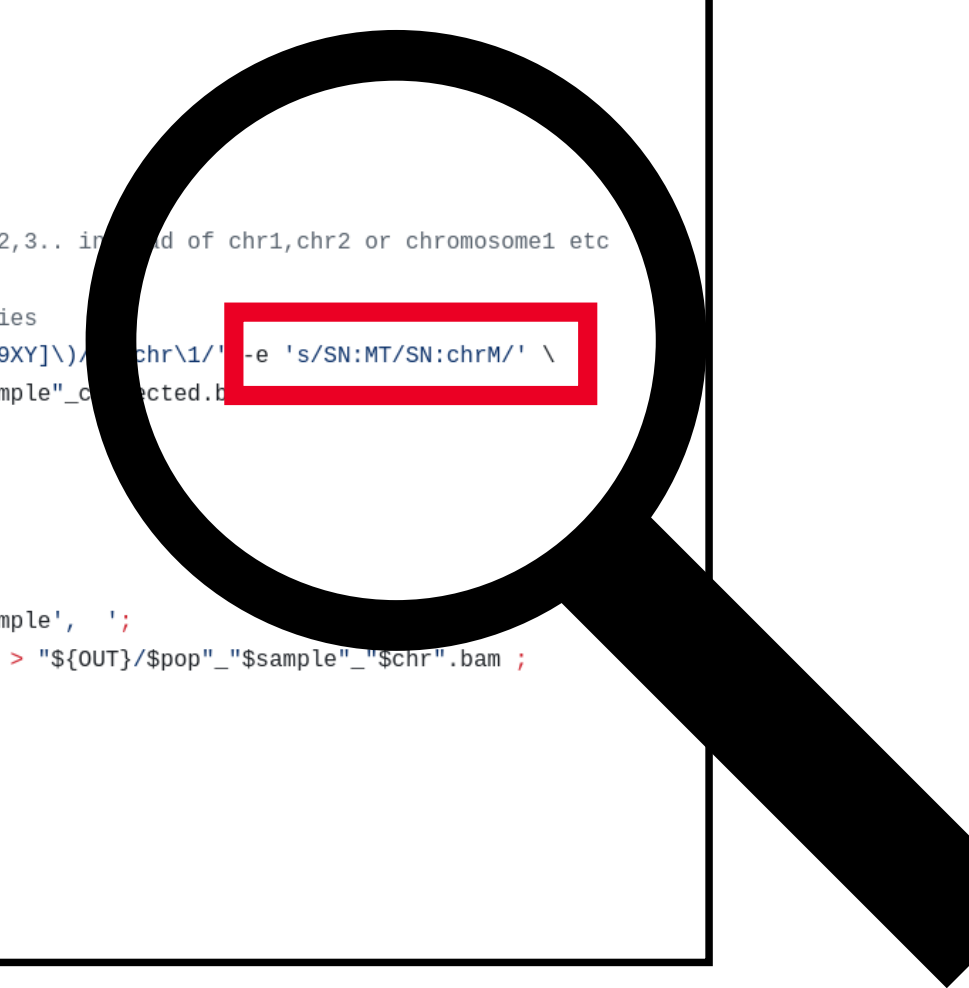 2,3.. in of chr1,chr2 or chromosome1 etc
ies
9XY]\)/ chr\1/' -e 's/SN:MT/SN:chrM/' \
mple"_c ected.b
mple',  ';
> "${OUT}/$pop"_"$sample"_"$chr".bam ;